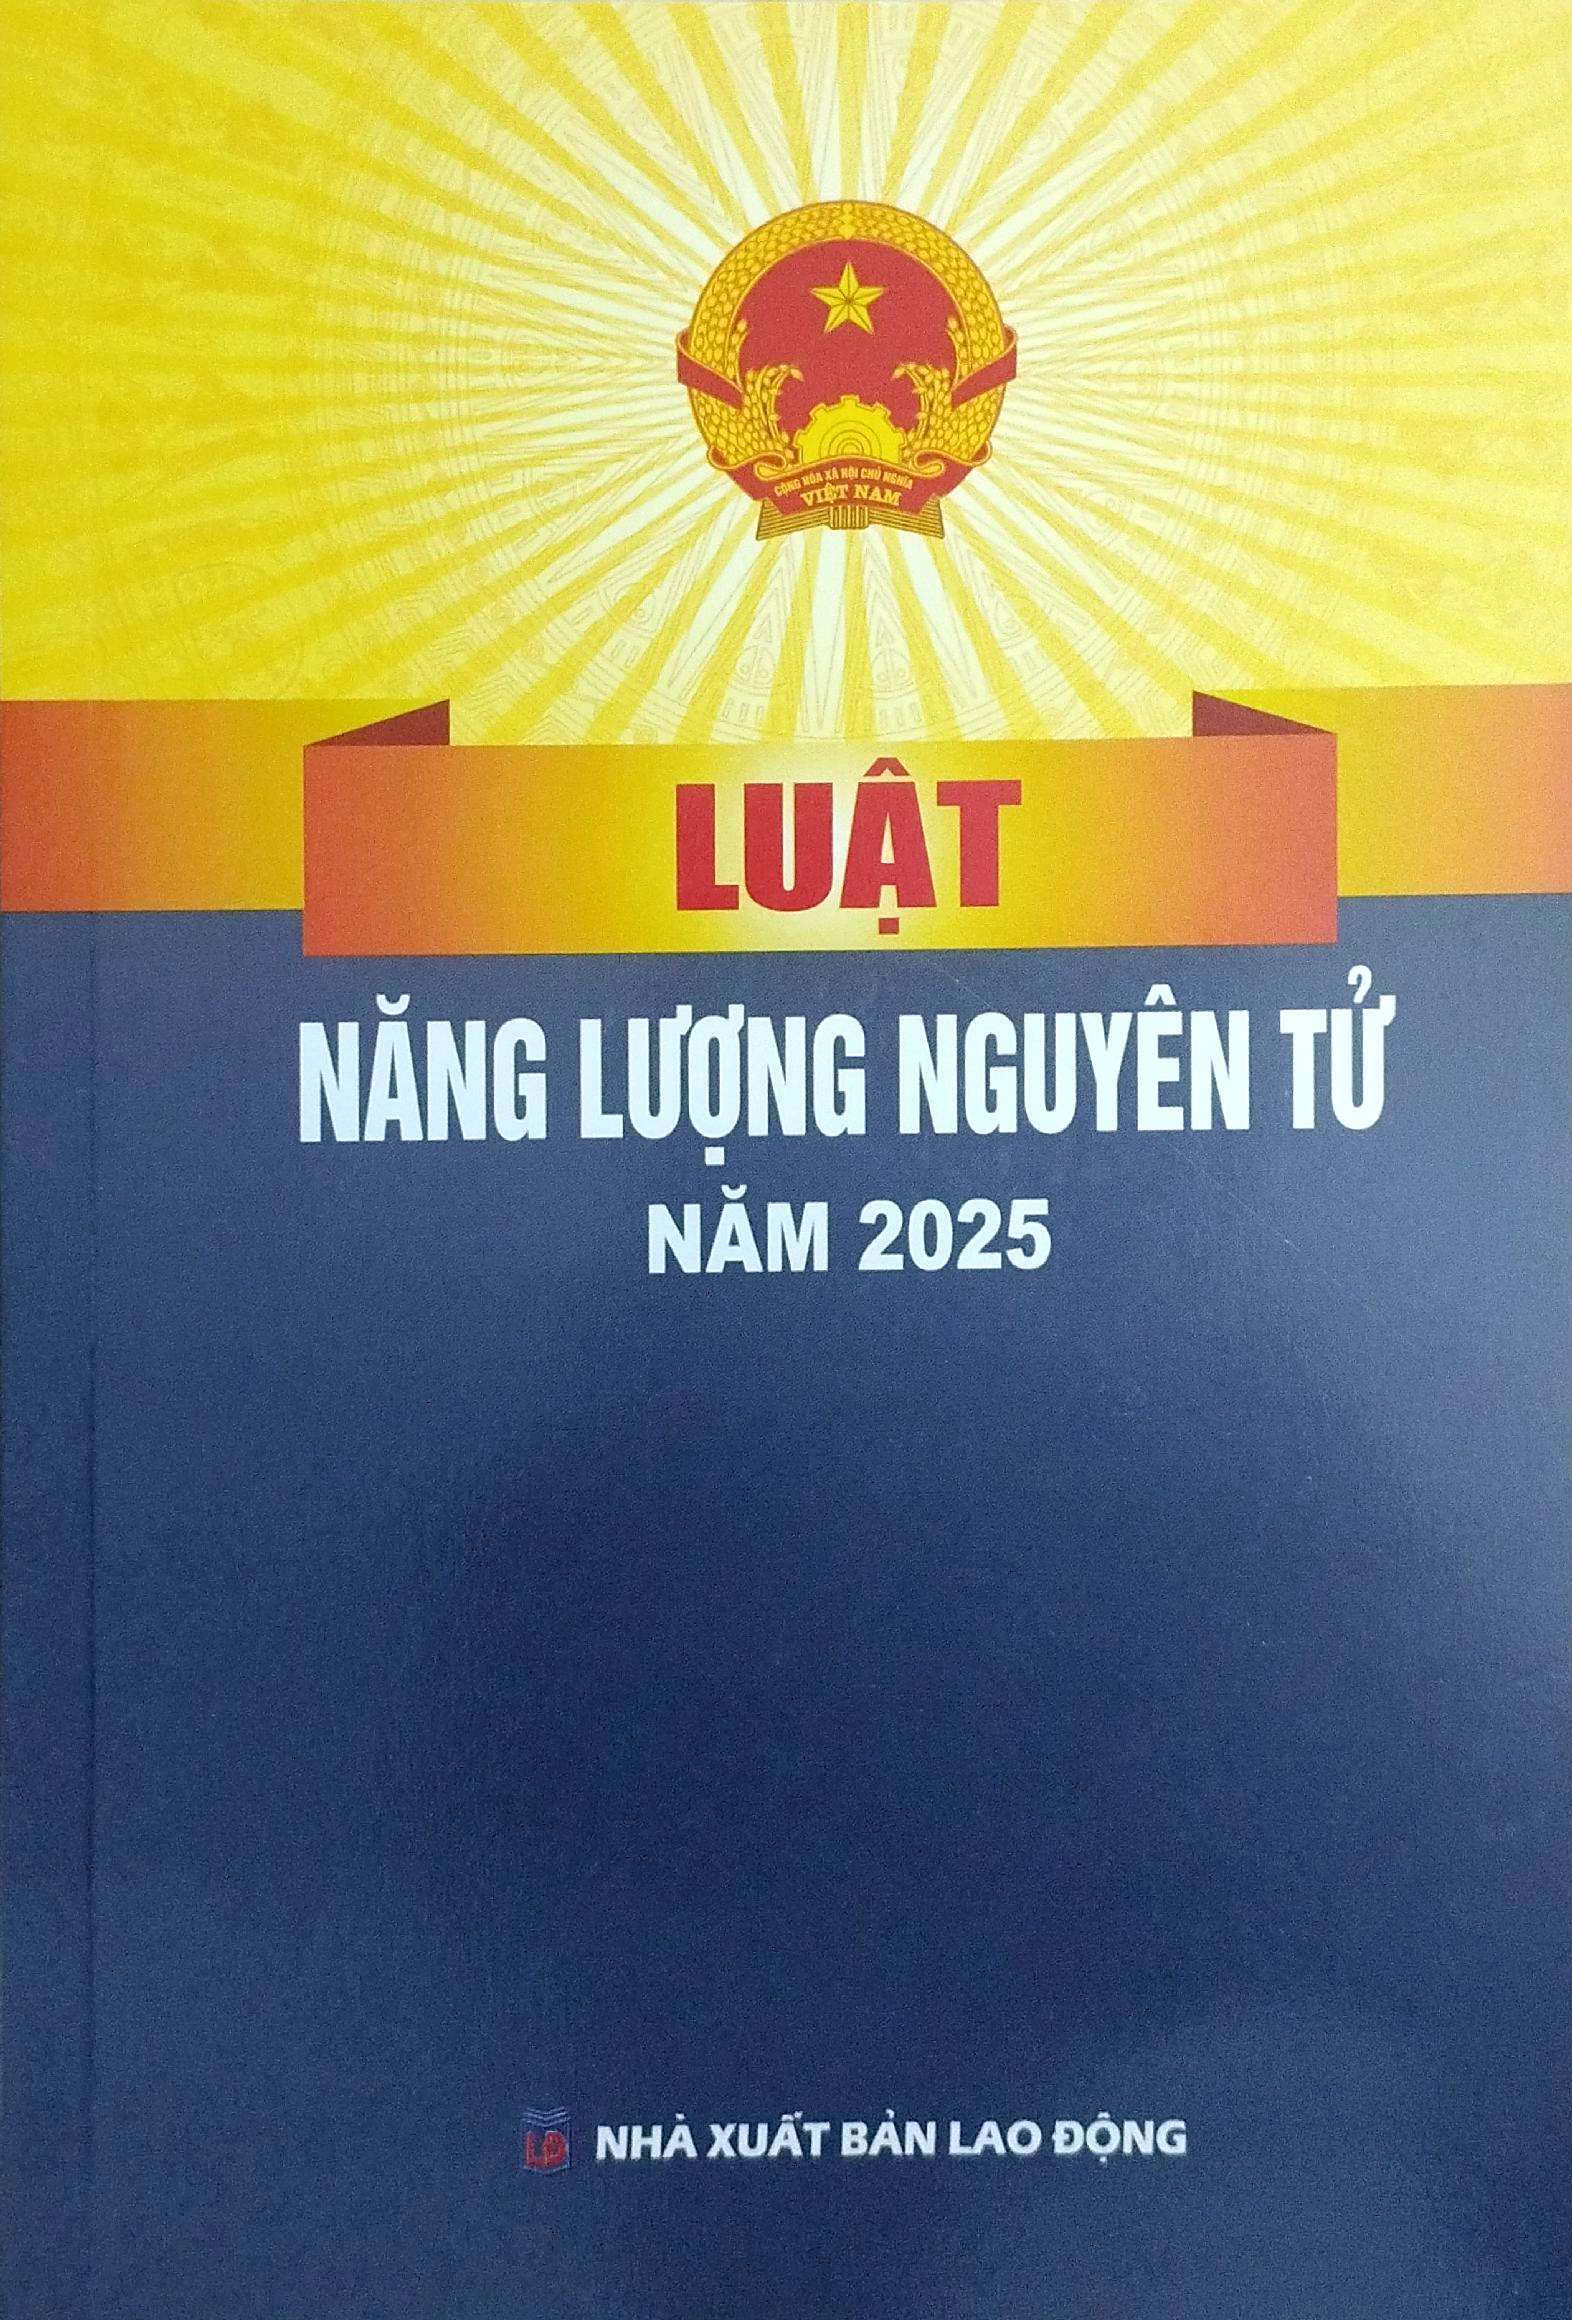 CỘNG HÒA XÃ HỘI CHỦ NGHĨA
VIỆT NAM
LUẬT
NĂNG LƯỢNG NGUYÊN TỬ
NĂM 2025
LĐ
NHÀ XUẤT BẢN LAO ĐỘNG